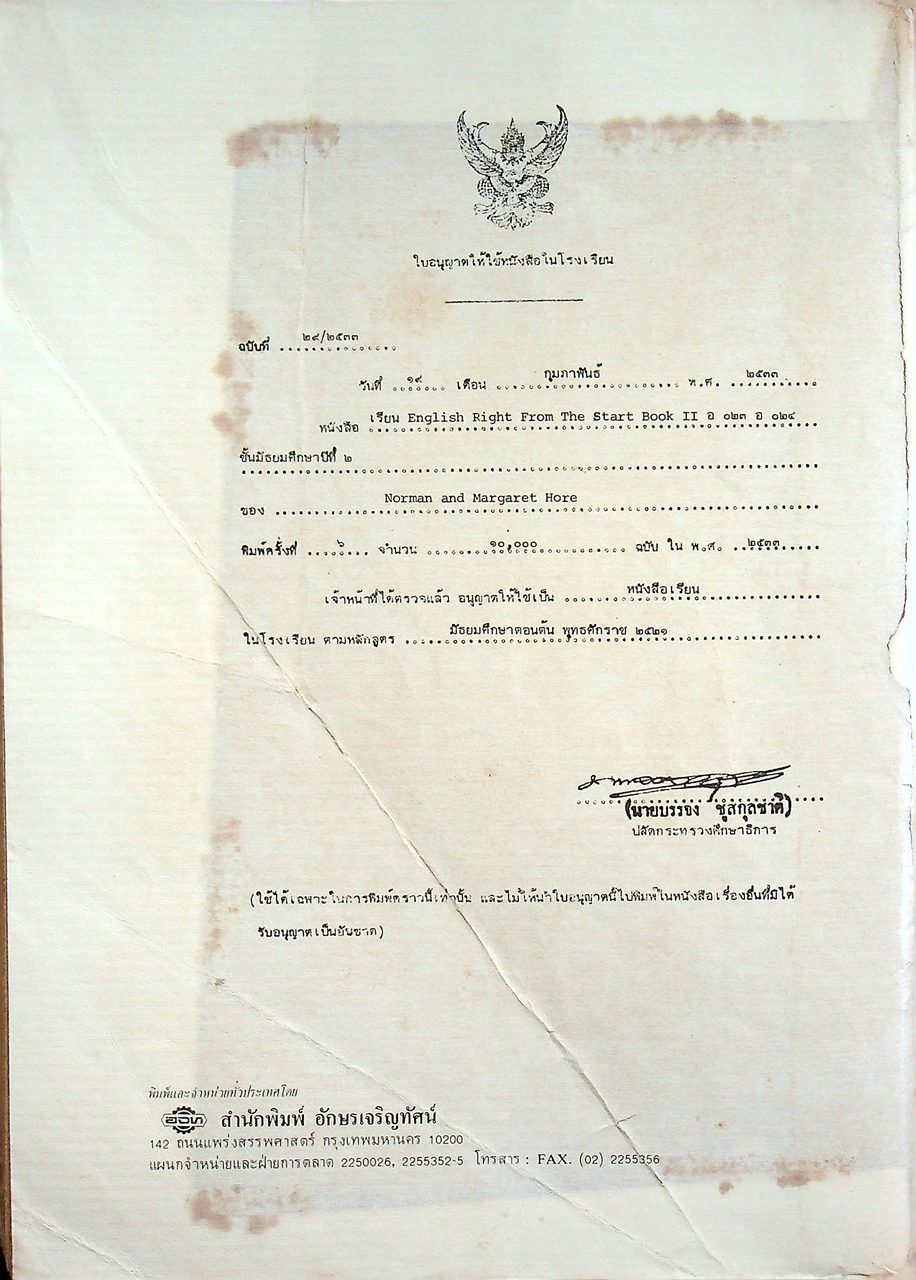 ใบอนุญาตให้ใช้หนังสือในโรงเรียน
ฉบับที่ ๒๙/๒๕๓๓
วันที่ ๑๙ เดือน กุมภาพันธ์ พ.ศ. ๒๕๓๓
หนังสือ เรียน English Right From The Start Book II อ ๐๒๓ อ ๐๒๔
ชั้นมัธยมศึกษาปีที่ ๒
ของ Norman and Margaret Hore
พิมพ์ครั้งที่ ๖ จำนวน ๑๐,๐๐๐ ฉบับ ใน พ.ศ. ๒๕๓๓
เจ้าหน้าที่ได้ตรวจแล้ว อนุญาตให้ใช้เป็น หนังสือเรียน
ในโรงเรียน ตามหลักสูตร มัธยมศึกษาตอนต้น พุทธศักราช ๒๕๒๑
(นายบรรจง ชูสกุลชาติ)
ปลัดกระทรวงศึกษาธิการ
(ใช้ได้เฉพาะในการพิมพ์คราวนี้เท่านั้น และไม่ให้นำใบอนุญาตนี้ไปพิมพ์ในหนังสือเรื่องอื่นที่มิได้
รับอนุญาตเป็นอันขาด)
พิมพ์และจำหน่ายทั่วประเทศโดย
อจท สำนักพิมพ์ อักษรเจริญทัศน์
142 ถนนแพร่งสรรพศาสตร์ กรุงเทพมหานคร 10200
แผนกจำหน่ายและฝ่ายการตลาด 2250026, 2255352-5 โทรสาร : FAX. (02) 2255356